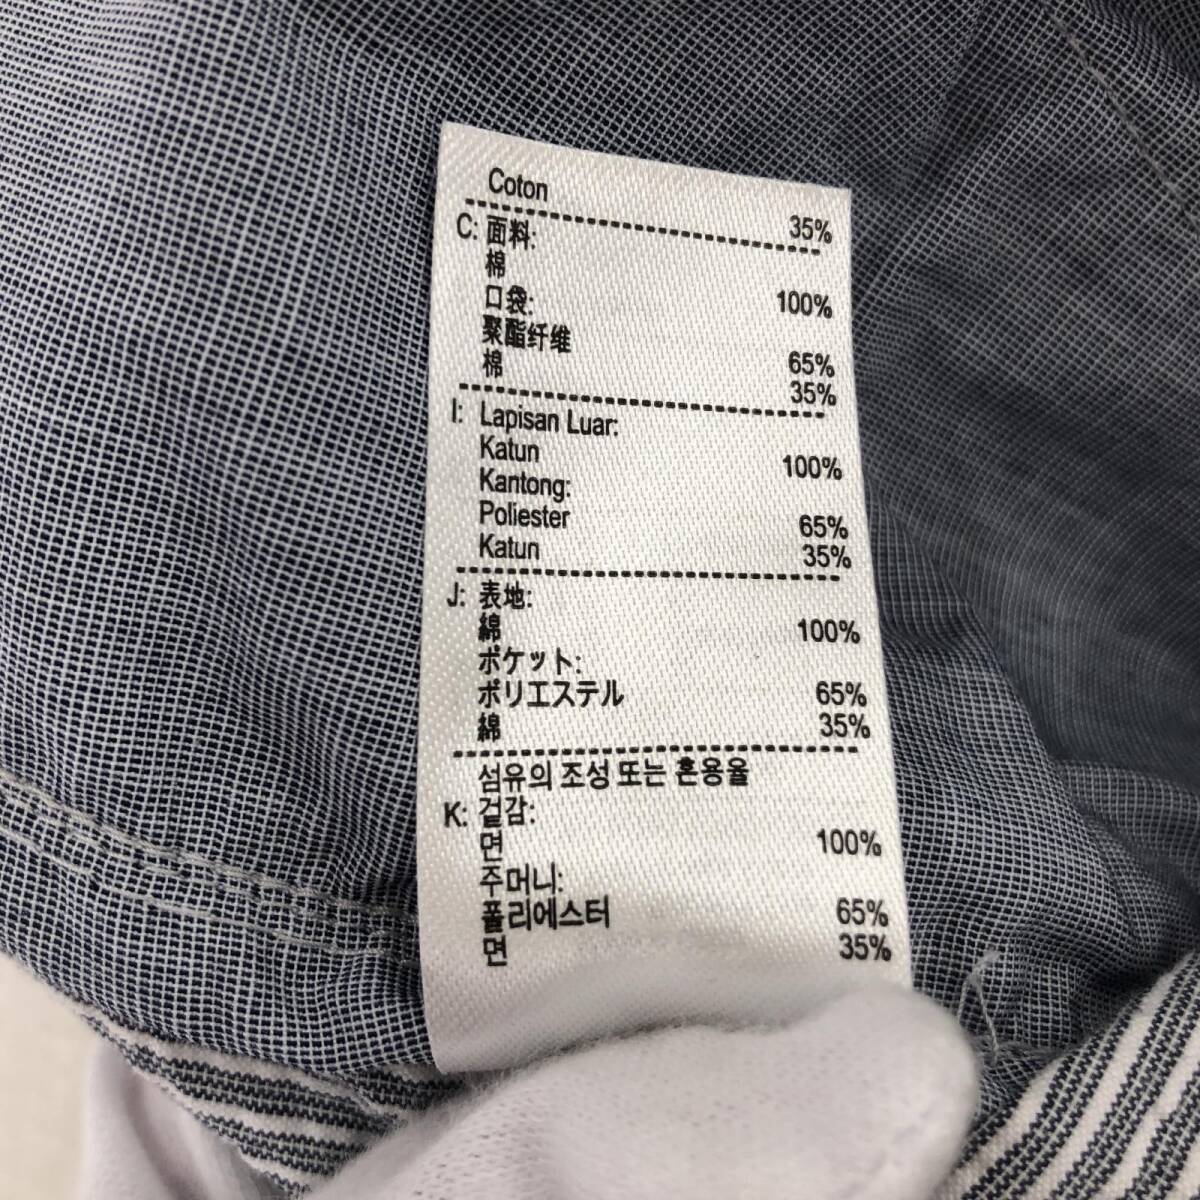 Coton 35%
C: 面料:
棉 100%
口袋:
聚酯纤维 65%
棉 35%
I: Lapisan Luar:
Katun 100%
Kantong:
Poliester 65%
Katun 35%
J: 表地:
綿 100%
ポケット:
ポリエステル 65%
綿 35%
섬유의 조성 또는 혼용율
K: 겉감:
면 100%
주머니:
폴리에스터 65%
면 35%